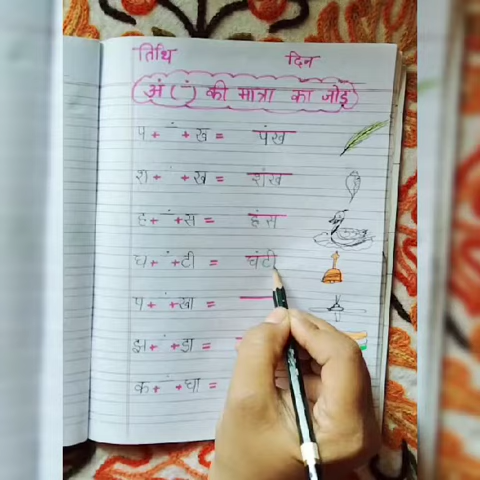 तिथि दिन
अं ( ं ) की मात्रा का जोड़
प + ं + ख = पंख
श + ं + ख = शंख
ह + ं + स = हंस
घ + ं + टी = घंटी
प + ं + खा =
झ + ं + डा =
क + ं + घा =